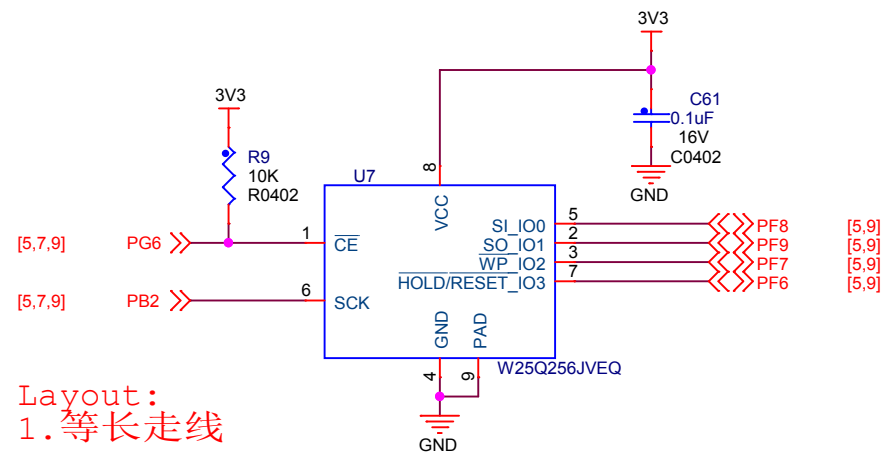 3V3
C61
0.1uF
16V
C0402
GND
3V3
R9
10K
R0402
U7
8
VCC
[5,7,9] PG6 1 CE
SI_IO0 5 PF8 [5,9]
SO_IO1 2 PF9 [5,9]
WP_IO2 3 PF7 [5,9]
HOLD/RESET_IO3 7 PF6 [5,9]
[5,7,9] PB2 6 SCK
GND PAD
4 9
W25Q256JVEQ
GND
Layout:
1.等长走线